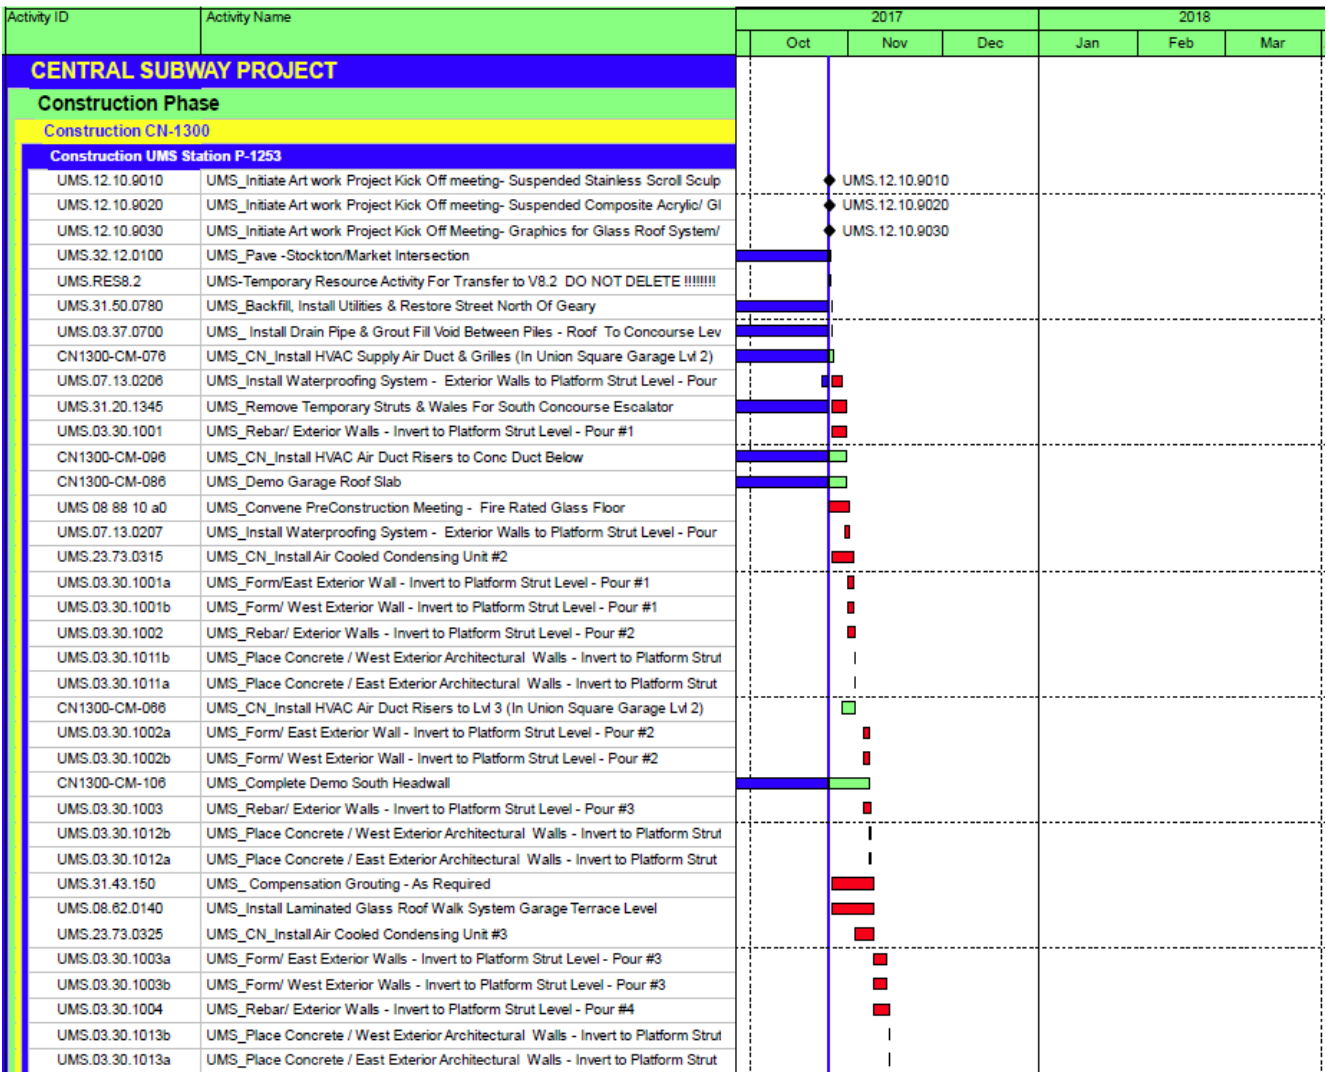 Activity ID Activity Name 2017 2018
Oct Nov Dec Jan Feb Mar
CENTRAL SUBWAY PROJECT
Construction Phase
Construction CN-1300
Construction UMS Station P-1253
UMS.12.10.9010 UMS_Initiate Art work Project Kick Off meeting- Suspended Stainless Scroll Sculp UMS.12.10.9010
UMS.12.10.9020 UMS_Initiate Art work Project Kick Off meeting- Suspended Composite Acrylic/ Gl UMS.12.10.9020
UMS.12.10.9030 UMS_Initiate Art work Project Kick Off Meeting- Graphics for Glass Roof System/ UMS.12.10.9030
UMS.32.12.0100 UMS_Pave -Stockton/Market Intersection
UMS.RES8.2 UMS-Temporary Resource Activity For Transfer to V8.2 DO NOT DELETE !!!!!!!!
UMS.31.50.0780 UMS_Backfill, Install Utilities & Restore Street North Of Geary
UMS.03.37.0700 UMS_ Install Drain Pipe & Grout Fill Void Between Piles - Roof To Concourse Lev
CN1300-CM-076 UMS_CN_Install HVAC Supply Air Duct & Grilles (In Union Square Garage Lvl 2)
UMS.07.13.0206 UMS_Install Waterproofing System - Exterior Walls to Platform Strut Level - Pour
UMS.31.20.1345 UMS_Remove Temporary Struts & Wales For South Concourse Escalator
UMS.03.30.1001 UMS_Rebar/ Exterior Walls - Invert to Platform Strut Level - Pour #1
CN1300-CM-096 UMS_CN_Install HVAC Air Duct Risers to Conc Duct Below
CN1300-CM-086 UMS_Demo Garage Roof Slab
UMS 08 88 10 a0 UMS_Convene PreConstruction Meeting - Fire Rated Glass Floor
UMS.07.13.0207 UMS_Install Waterproofing System - Exterior Walls to Platform Strut Level - Pour
UMS.23.73.0315 UMS_CN_Install Air Cooled Condensing Unit #2
UMS.03.30.1001a UMS_Form/East Exterior Wall - Invert to Platform Strut Level - Pour #1
UMS.03.30.1001b UMS_Form/ West Exterior Wall - Invert to Platform Strut Level - Pour #1
UMS.03.30.1002 UMS_Rebar/ Exterior Walls - Invert to Platform Strut Level - Pour #2
UMS.03.30.1011b UMS_Place Concrete / West Exterior Architectural Walls - Invert to Platform Strut
UMS.03.30.1011a UMS_Place Concrete / East Exterior Architectural Walls - Invert to Platform Strut
CN1300-CM-066 UMS_CN_Install HVAC Air Duct Risers to Lvl 3 (In Union Square Garage Lvl 2)
UMS.03.30.1002a UMS_Form/ East Exterior Wall - Invert to Platform Strut Level - Pour #2
UMS.03.30.1002b UMS_Form/ West Exterior Wall - Invert to Platform Strut Level - Pour #2
CN1300-CM-106 UMS_Complete Demo South Headwall
UMS.03.30.1003 UMS_Rebar/ Exterior Walls - Invert to Platform Strut Level - Pour #3
UMS.03.30.1012b UMS_Place Concrete / West Exterior Architectural Walls - Invert to Platform Strut
UMS.03.30.1012a UMS_Place Concrete / East Exterior Architectural Walls - Invert to Platform Strut
UMS.31.43.150 UMS_ Compensation Grouting - As Required
UMS.08.62.0140 UMS_Install Laminated Glass Roof Walk System Garage Terrace Level
UMS.23.73.0325 UMS_CN_Install Air Cooled Condensing Unit #3
UMS.03.30.1003a UMS_Form/ East Exterior Walls - Invert to Platform Strut Level - Pour #3
UMS.03.30.1003b UMS_Form/ West Exterior Walls - Invert to Platform Strut Level - Pour #3
UMS.03.30.1004 UMS_Rebar/ Exterior Walls - Invert to Platform Strut Level - Pour #4
UMS.03.30.1013b UMS_Place Concrete / West Exterior Architectural Walls - Invert to Platform Strut
UMS.03.30.1013a UMS_Place Concrete / East Exterior Architectural Walls - Invert to Platform Strut